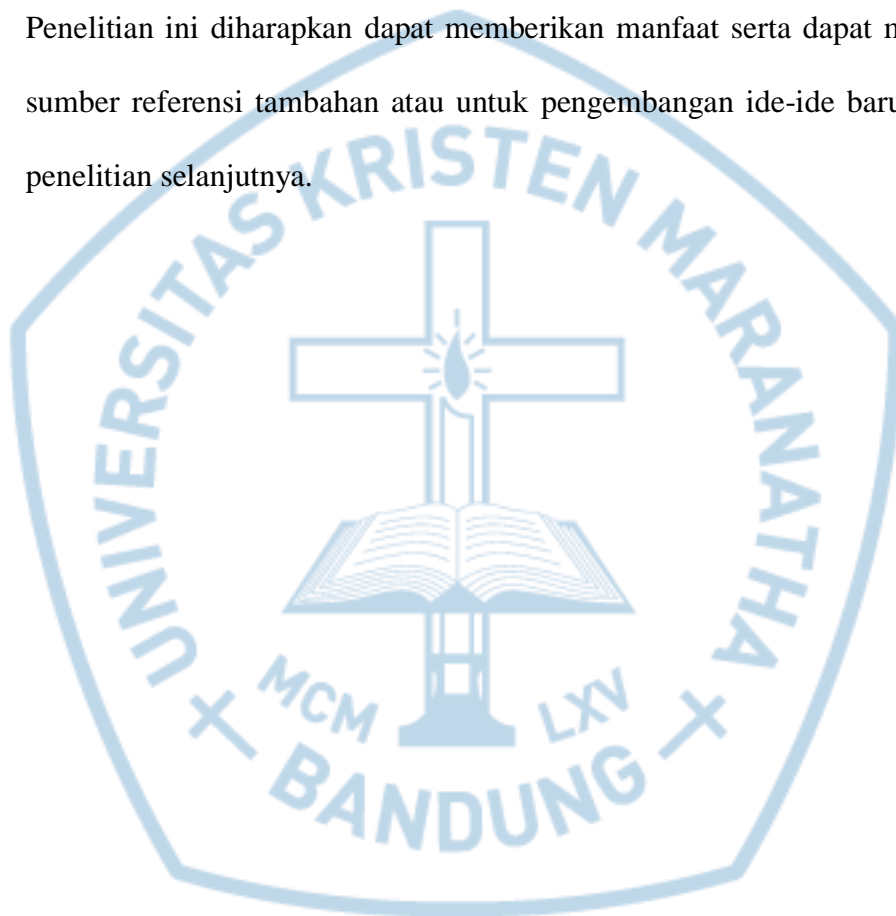 Penelitian ini diharapkan dapat memberikan manfaat serta dapat
sumber referensi tambahan atau untuk pengembangan ide-ide baru
penelitian selanjutnya.
UNIVERSITAS KRISTEN MARANATHA
MCM LXV
BANDUNG